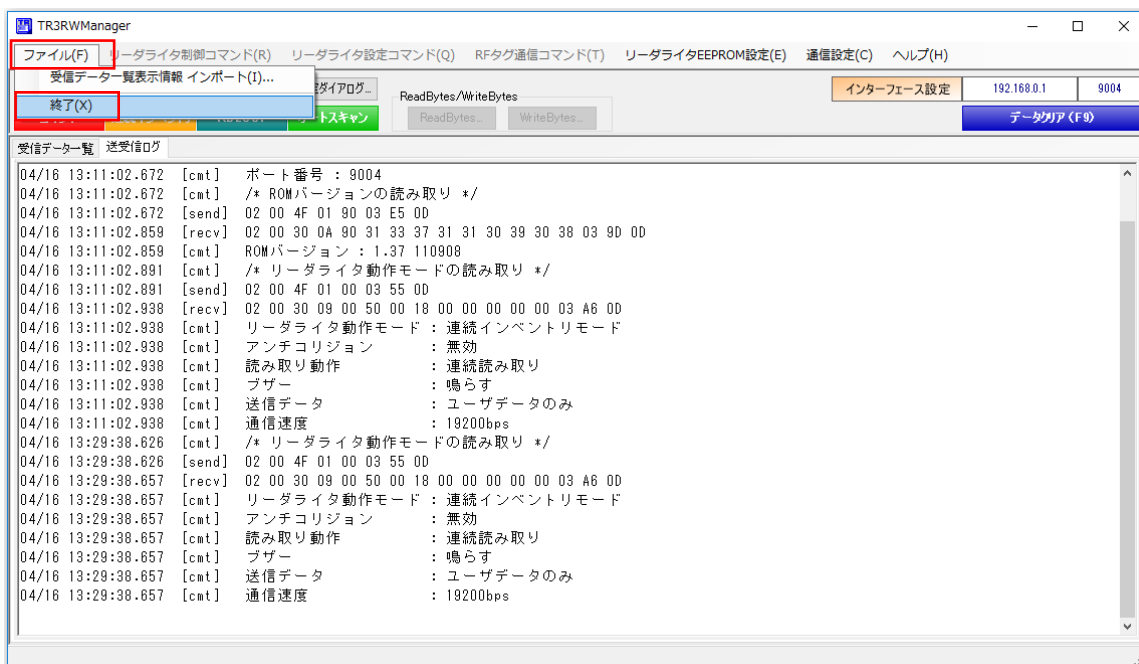 TR3RWManager
ファイル(F) リーダライタ制御コマンド(R) リーダライタ設定コマンド(Q) RFタグ通信コマンド(T) リーダライタEEPROM設定(E) 通信設定(C) ヘルプ(H)
受信データ一覧表示情報 インポート(I)...
終了(X)
ダイアログ...
ReadBytes/WriteBytes
ReadBytes...
WriteBytes...
インターフェース設定
192.168.0.1
9004
データクリア (F9)
受信データ一覧 送受信ログ
04/16 13:11:02.672 [cmt] ポート番号 : 9004
04/16 13:11:02.672 [cmt] /* ROMバージョンの読み取り */
04/16 13:11:02.672 [send] 02 00 4F 01 90 03 E5 0D
04/16 13:11:02.859 [recv] 02 00 30 0A 90 31 33 37 31 31 30 39 30 38 03 9D 0D
04/16 13:11:02.859 [cmt] ROMバージョン : 1.37 110908
04/16 13:11:02.891 [cmt] /* リーダライタ動作モードの読み取り */
04/16 13:11:02.891 [send] 02 00 4F 01 00 03 55 0D
04/16 13:11:02.938 [recv] 02 00 30 09 00 50 00 18 00 00 00 00 00 03 A6 0D
04/16 13:11:02.938 [cmt] リーダライタ動作モード : 連続インベントリモード
04/16 13:11:02.938 [cmt] アンチコリジョン : 無効
04/16 13:11:02.938 [cmt] 読み取り動作 : 連続読み取り
04/16 13:11:02.938 [cmt] ブザー : 鳴らす
04/16 13:11:02.938 [cmt] 送信データ : ユーザデータのみ
04/16 13:11:02.938 [cmt] 通信速度 : 19200bps
04/16 13:29:38.626 [cmt] /* リーダライタ動作モードの読み取り */
04/16 13:29:38.626 [send] 02 00 4F 01 00 03 55 0D
04/16 13:29:38.657 [recv] 02 00 30 09 00 50 00 18 00 00 00 00 00 03 A6 0D
04/16 13:29:38.657 [cmt] リーダライタ動作モード : 連続インベントリモード
04/16 13:29:38.657 [cmt] アンチコリジョン : 無効
04/16 13:29:38.657 [cmt] 読み取り動作 : 連続読み取り
04/16 13:29:38.657 [cmt] ブザー : 鳴らす
04/16 13:29:38.657 [cmt] 送信データ : ユーザデータのみ
04/16 13:29:38.657 [cmt] 通信速度 : 19200bps